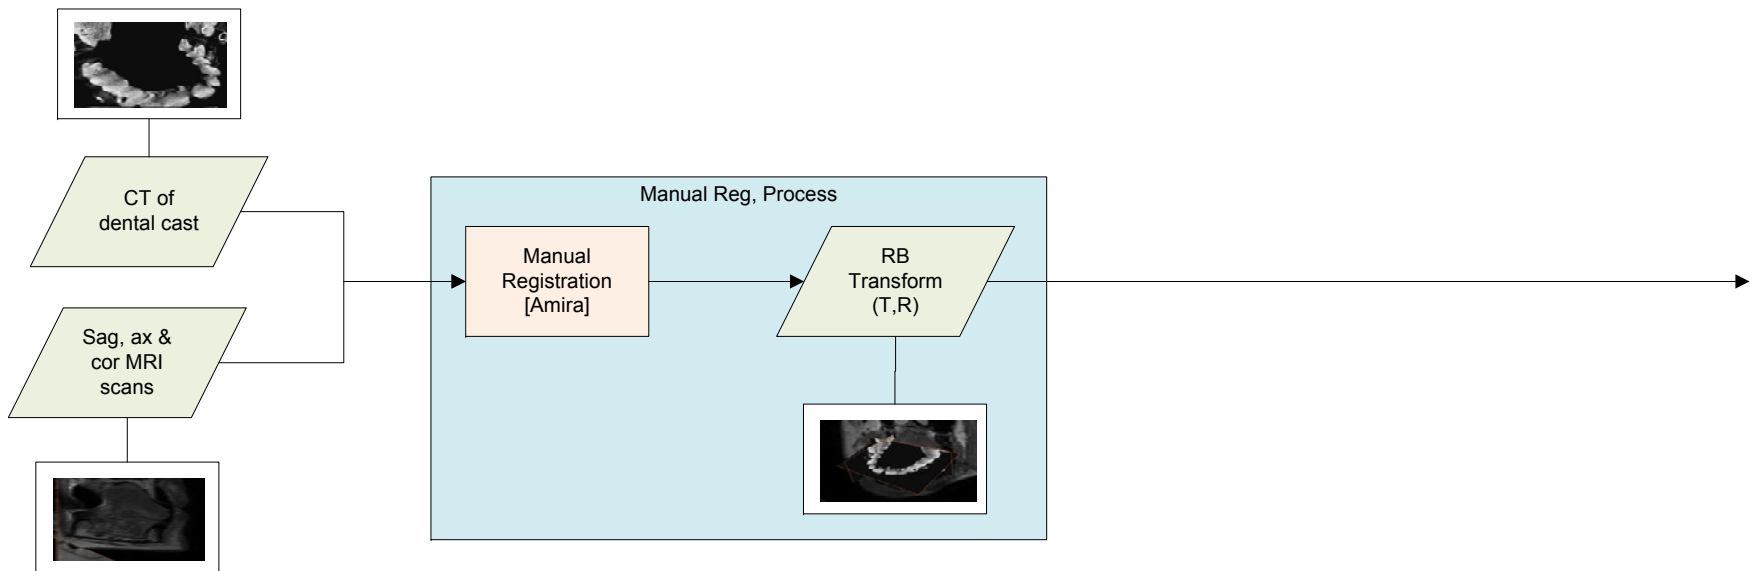 CT of
dental cast
Sag, ax &
cor MRI
scans
Manual Reg, Process
Manual
Registration
[Amira]
RB
Transform
(T,R)